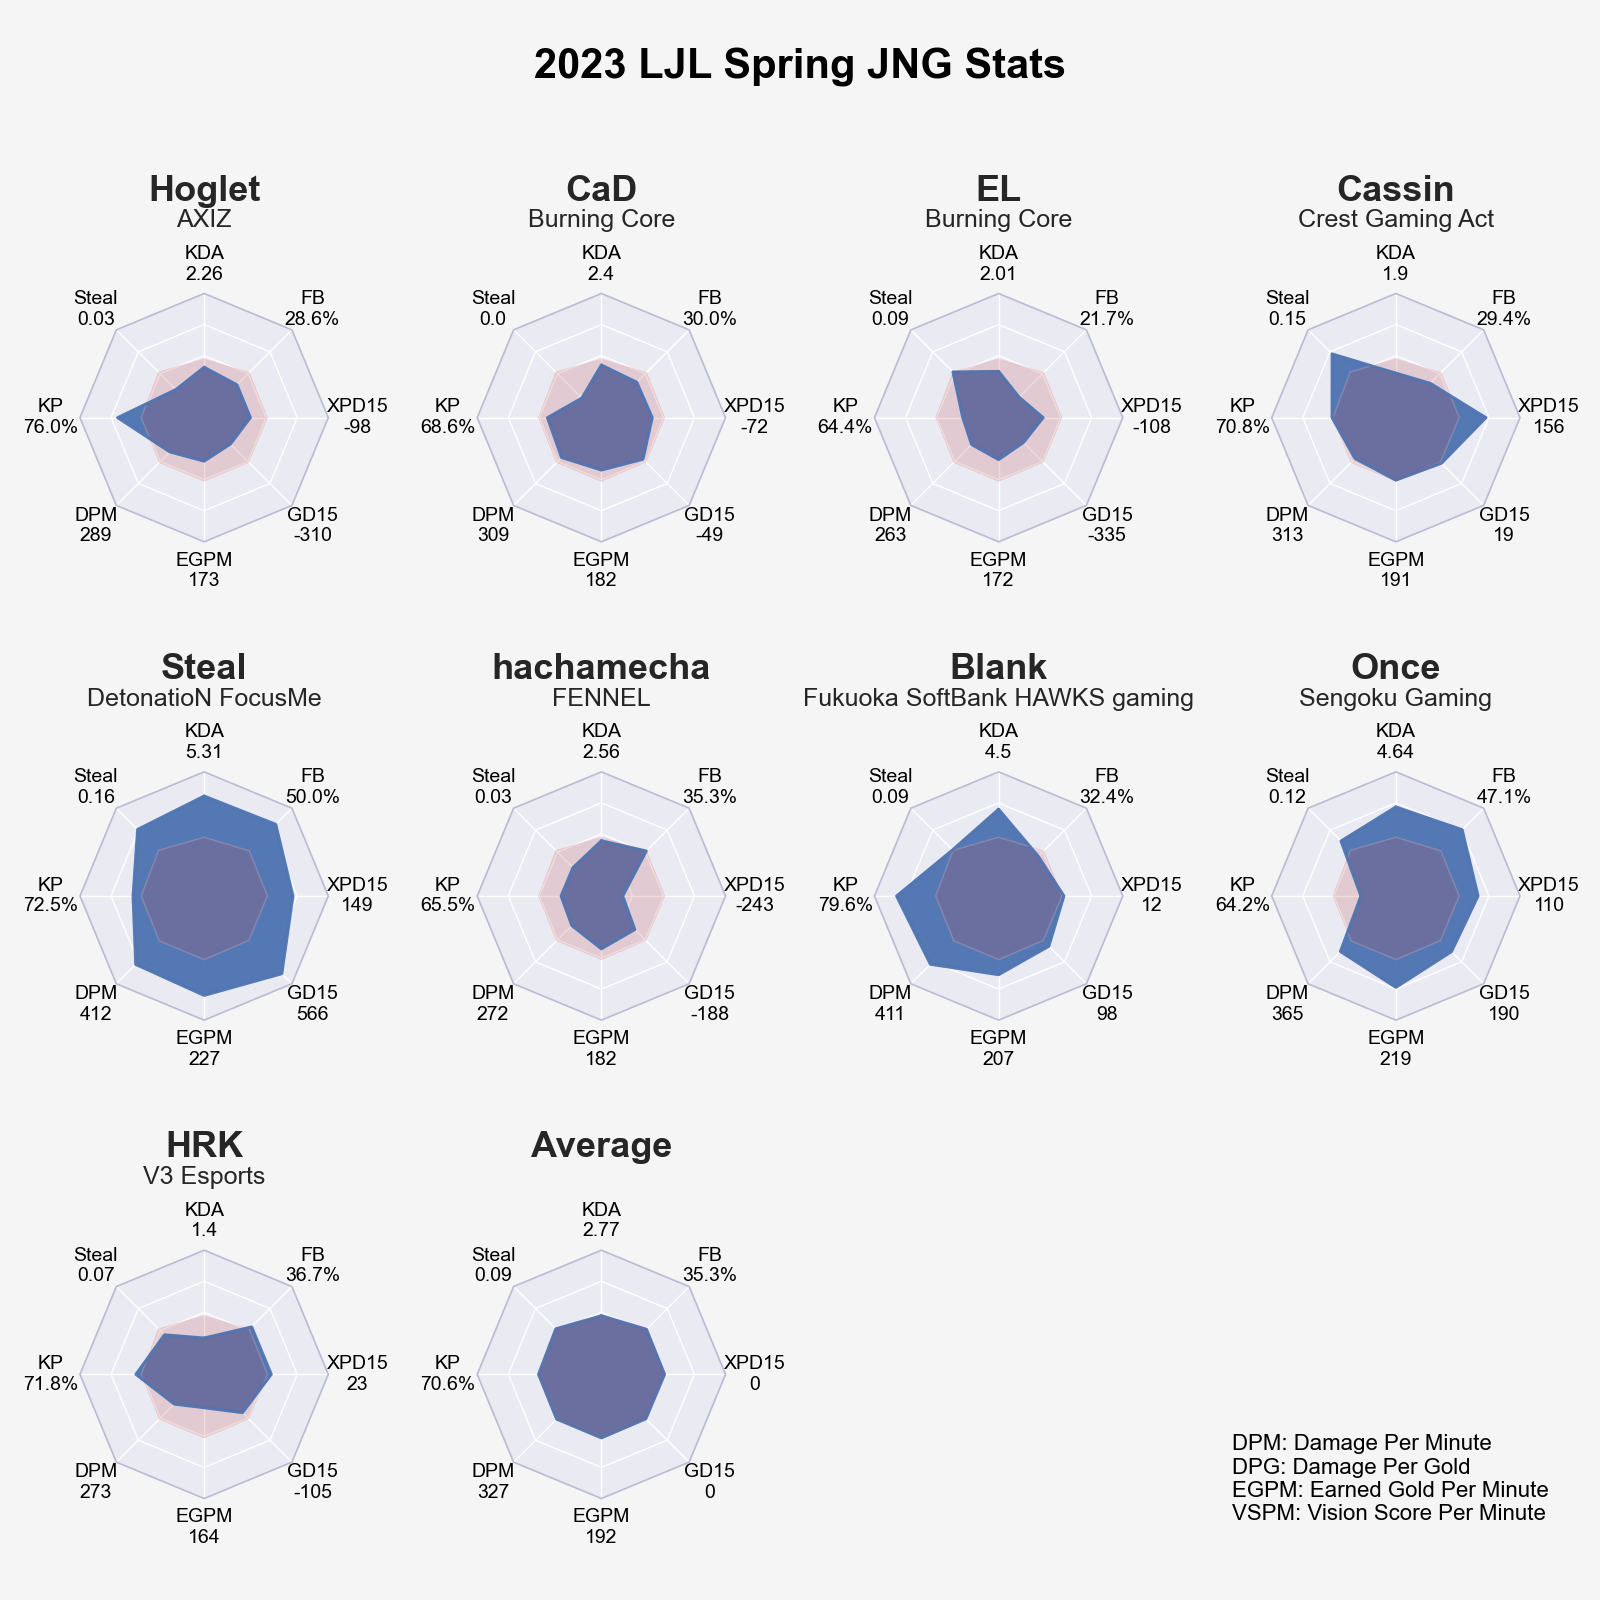 2023 LJL Spring JNG Stats
Hoglet
AXIZ
KDA
2.26
FB
28.6%
XPD15
-98
GD15
-310
EGPM
173
DPM
289
KP
76.0%
Steal
0.03
CaD
Burning Core
KDA
2.4
FB
30.0%
XPD15
-72
GD15
-49
EGPM
182
DPM
309
KP
68.6%
Steal
0.0
EL
Burning Core
KDA
2.01
FB
21.7%
XPD15
-108
GD15
-335
EGPM
172
DPM
263
KP
64.4%
Steal
0.09
Cassin
Crest Gaming Act
KDA
1.9
FB
29.4%
XPD15
156
GD15
19
EGPM
191
DPM
313
KP
70.8%
Steal
0.15
Steal
DetonatioN FocusMe
KDA
5.31
FB
50.0%
XPD15
149
GD15
566
EGPM
227
DPM
412
KP
72.5%
Steal
0.16
hachamecha
FENNEL
KDA
2.56
FB
35.3%
XPD15
-243
GD15
-188
EGPM
182
DPM
272
KP
65.5%
Steal
0.03
Blank
Fukuoka SoftBank HAWKS gaming
KDA
4.5
FB
32.4%
XPD15
12
GD15
98
EGPM
207
DPM
411
KP
79.6%
Steal
0.09
Once
Sengoku Gaming
KDA
4.64
FB
47.1%
XPD15
110
GD15
190
EGPM
219
DPM
365
KP
64.2%
Steal
0.12
HRK
V3 Esports
KDA
1.4
FB
36.7%
XPD15
23
GD15
-105
EGPM
164
DPM
273
KP
71.8%
Steal
0.07
Average
KDA
2.77
FB
35.3%
XPD15
0
GD15
0
EGPM
192
DPM
327
KP
70.6%
Steal
0.09
DPM: Damage Per Minute
DPG: Damage Per Gold
EGPM: Earned Gold Per Minute
VSPM: Vision Score Per Minute